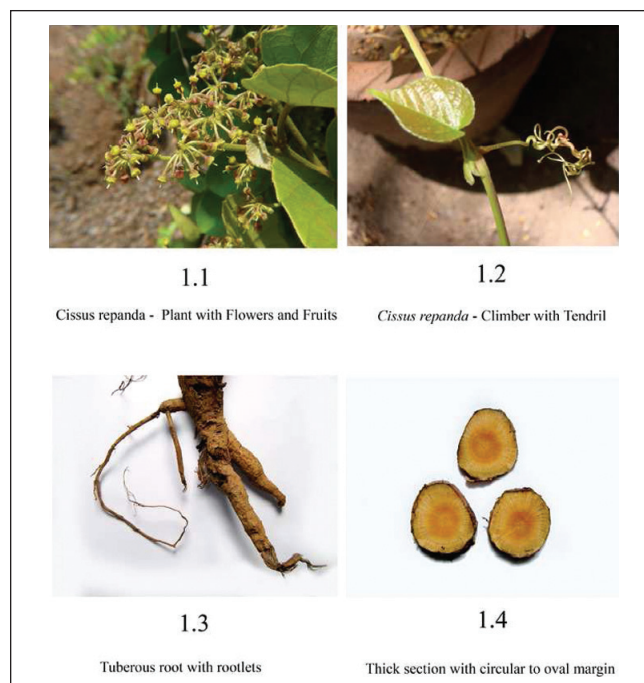 1.1
Cissus repanda - Plant with Flowers and Fruits
1.2
Cissus repanda - Climber with Tendril
1.3
Tuberous root with rootlets
1.4
Thick section with circular to oval margin